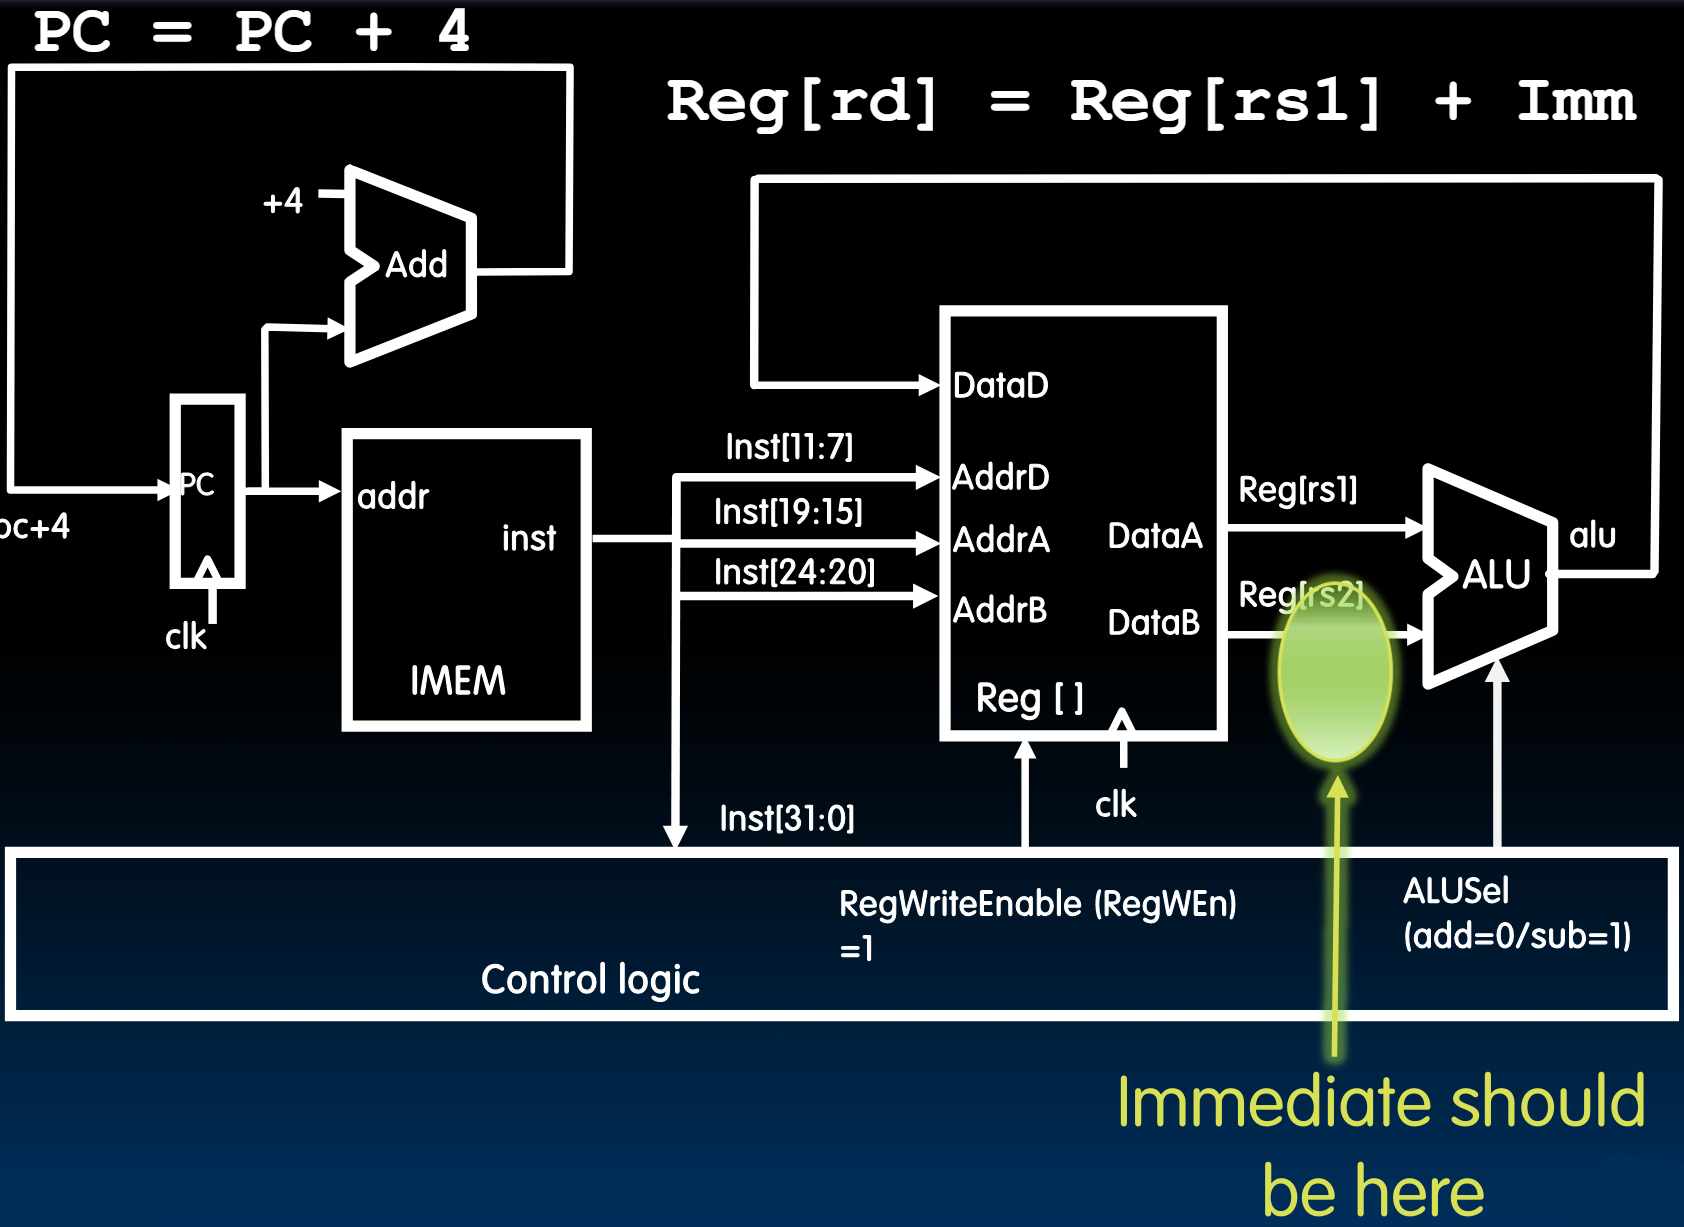 PC = PC + 4
Reg[rd] = Reg[rs1] + Imm
+4
Add
DataD
Inst[11:7]
PC
addr
AddrD
Reg[rs1]
Inst[19:15]
pc+4
inst
AddrA
DataA
alu
Inst[24:20]
ALU
AddrB
DataB
Reg[rs2]
clk
IMEM
Reg [ ]
clk
Inst[31:0]
RegWriteEnable (RegWEn)
=1
ALUSel
(add=0/sub=1)
Control logic
Immediate should
be here